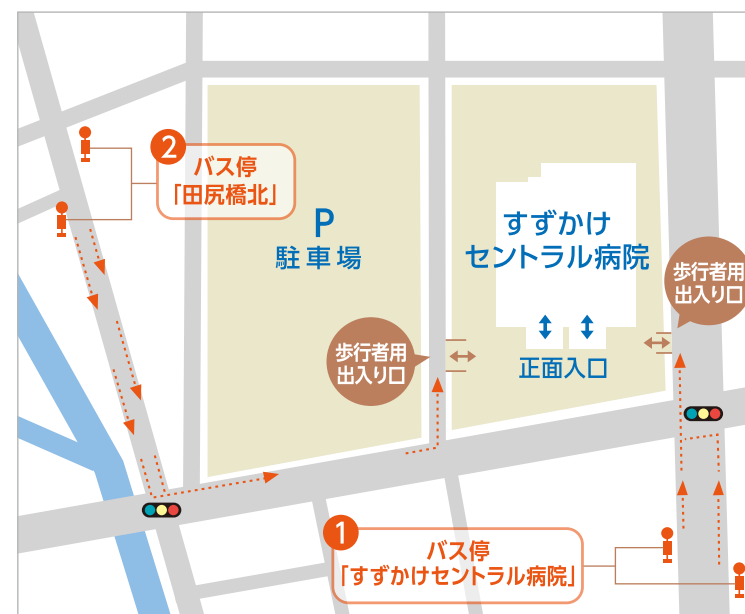 2
バス停
「田尻橋北」
P
駐車場
すずかけ
セントラル病院
歩行者用
出入り口
歩行者用
出入り口
正面入口
1
バス停
「すずかけセントラル病院」